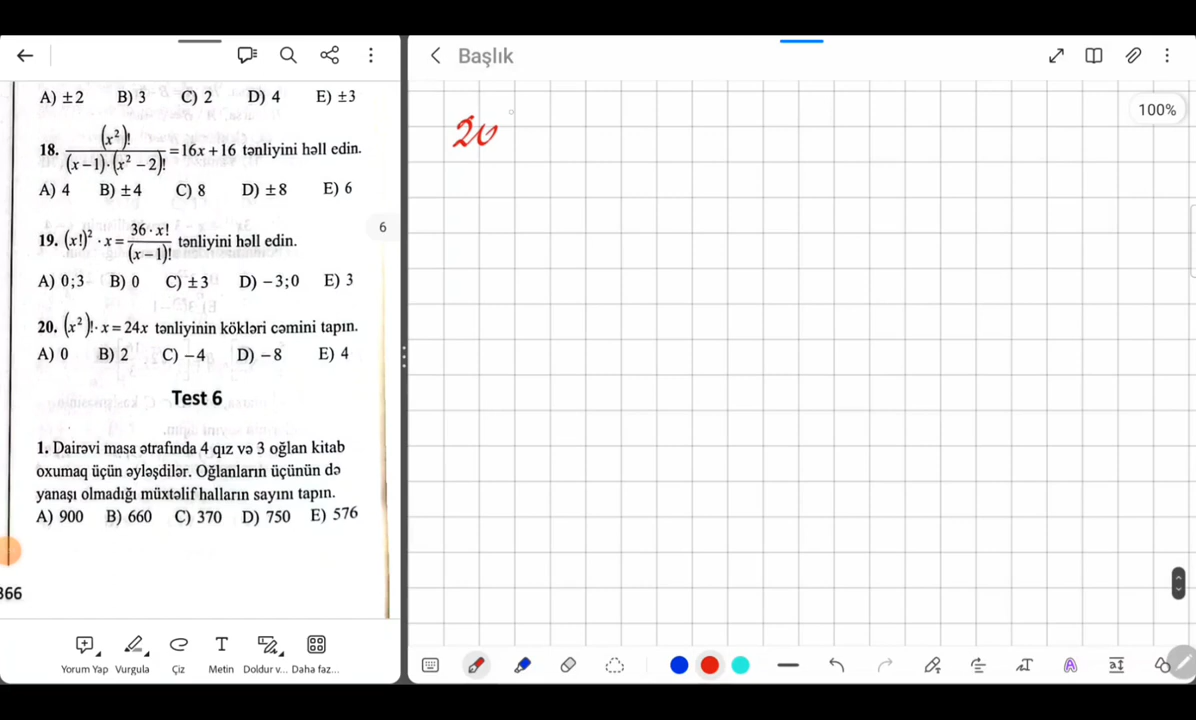 Başlık
100%
A) ±2 B) 3 C) 2 D) 4 E) ±3
18. (x²)! / (x−1)·(x²−2)! = 16x+16 tənliyini həll edin.
A) 4 B) ±4 C) 8 D) ±8 E) 6
6
19. (x!)²·x = 36·x! / (x−1)! tənliyini həll edin.
A) 0;3 B) 0 C) ±3 D) −3;0 E) 3
20. (x²)!·x = 24x tənliyinin kökləri cəmini tapın.
A) 0 B) 2 C) −4 D) −8 E) 4
Test 6
1. Dairəvi masa ətrafında 4 qız və 3 oğlan kitab
oxumaq üçün əyləşdilər. Oğlanların üçünün də
yanaşı olmadığı müxtəlif halların sayını tapın.
A) 900 B) 660 C) 370 D) 750 E) 576
366
Yorum Yap Vurgula Çiz Metin Doldur v... Daha faz...
20